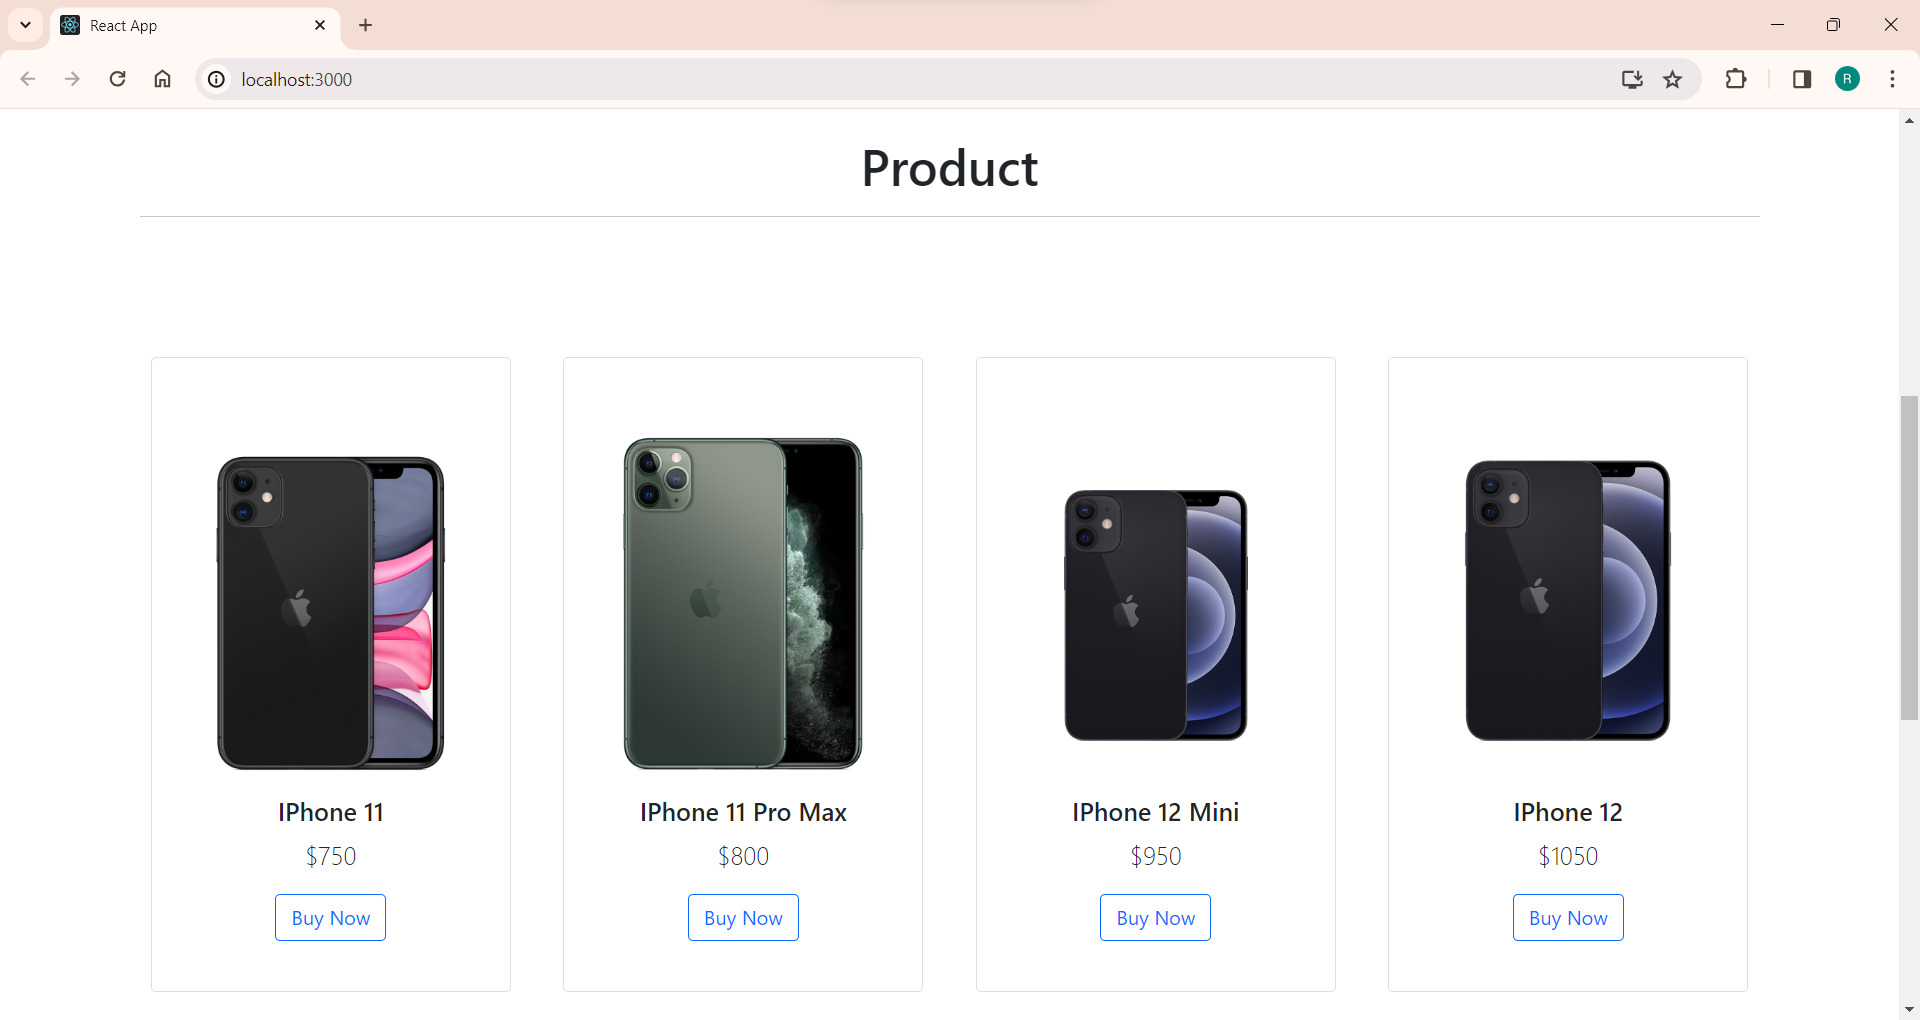 React App
localhost:3000
R
Product
IPhone 11
$750
Buy Now
IPhone 11 Pro Max
$800
Buy Now
IPhone 12 Mini
$950
Buy Now
IPhone 12
$1050
Buy Now